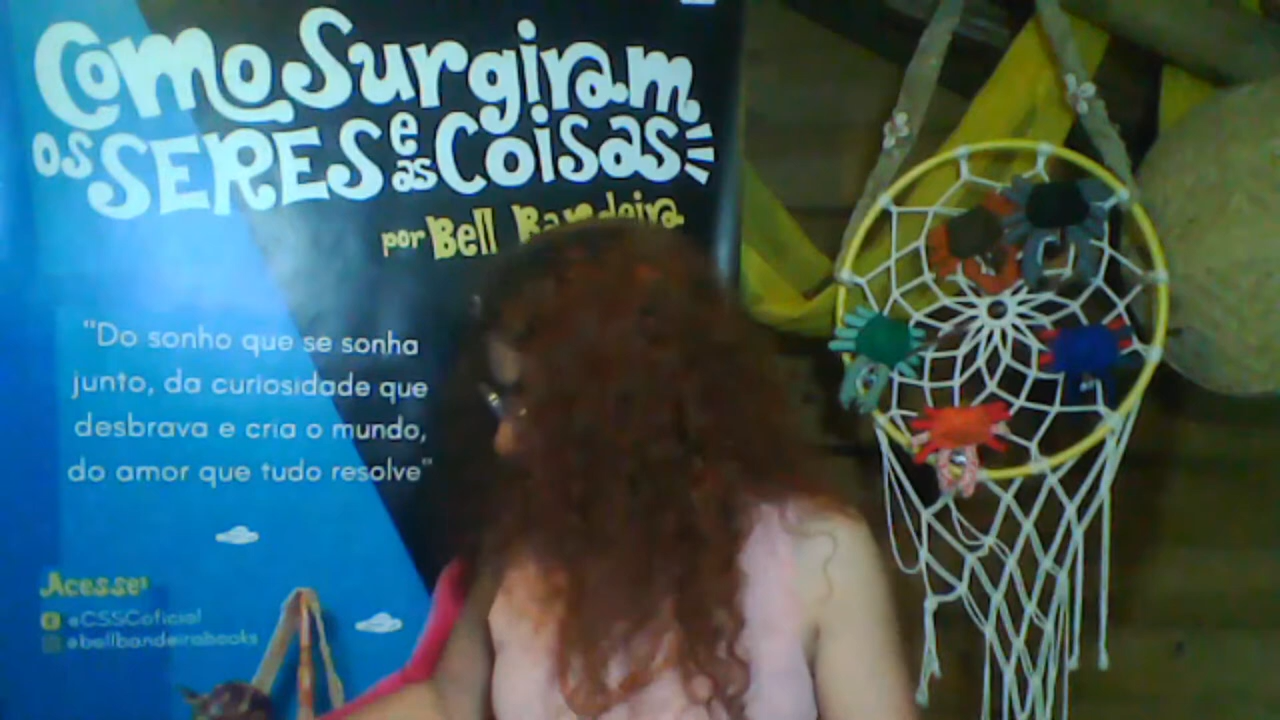 Como Surgiram
os SERES e as Coisas
por Bell Bandeira
"Do sonho que se sonha
junto, da curiosidade que
desbrava e cria o mundo,
do amor que tudo resolve"
Acesse:
@CSSCoficial
@bellbandeirabooks